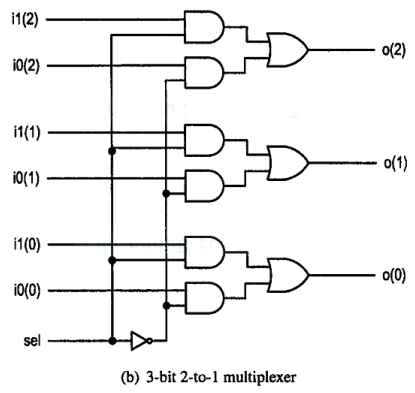 i1(2)
o(2)
i0(2)
i1(1)
o(1)
i0(1)
i1(0)
o(0)
i0(0)
sel
(b) 3-bit 2-to-1 multiplexer